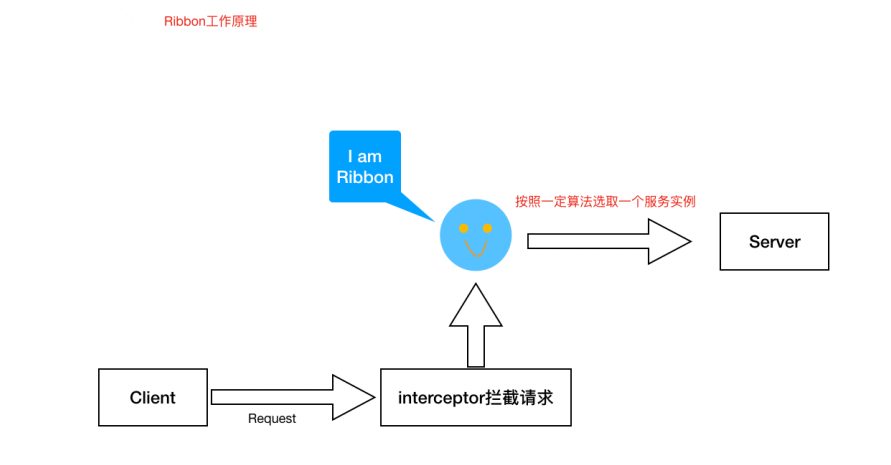 Ribbon工作原理
I am
Ribbon
按照一定算法选取一个服务实例
Server
Client
Request
interceptor拦截请求